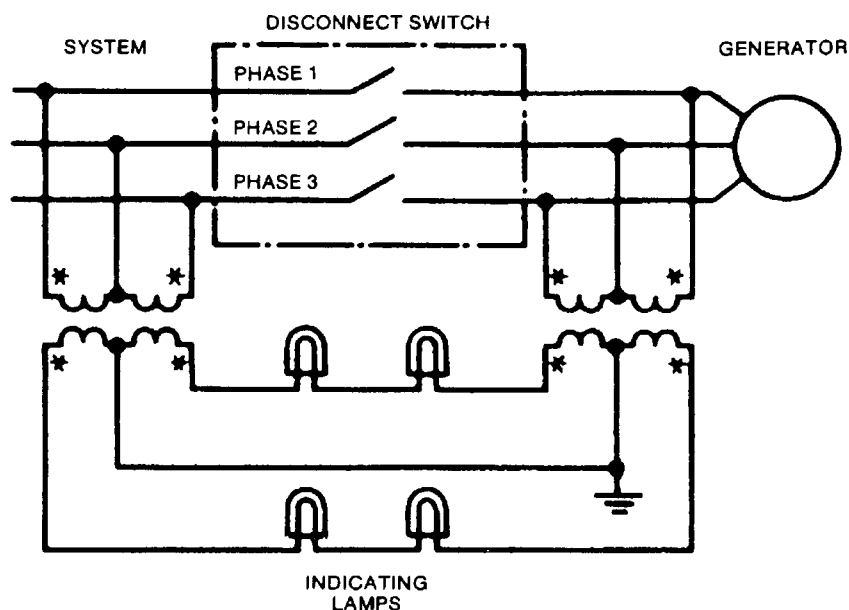 DISCONNECT SWITCH
SYSTEM
GENERATOR
PHASE 1
PHASE 2
PHASE 3
* *
* *
* *
* *
INDICATING
LAMPS